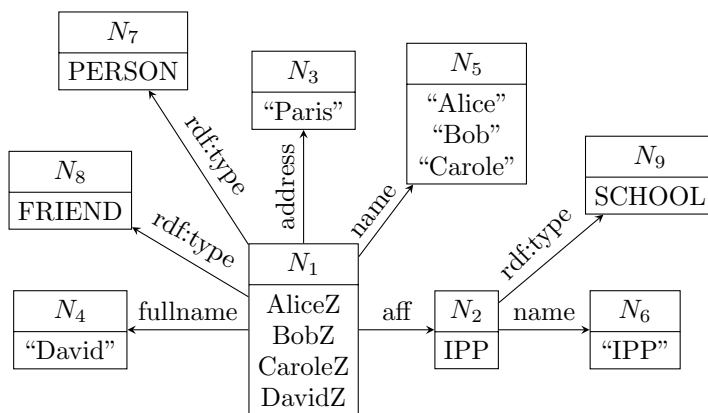 N7
PERSON
N3
“Paris”
N5
“Alice”
“Bob”
“Carole”
N9
SCHOOL
N8
FRIEND
rdf:type
rdf:type
address
name
rdf:type
N1
AliceZ
BobZ
CaroleZ
DavidZ
N4
“David”
fullname
aff
N2
IPP
name
N6
“IPP”